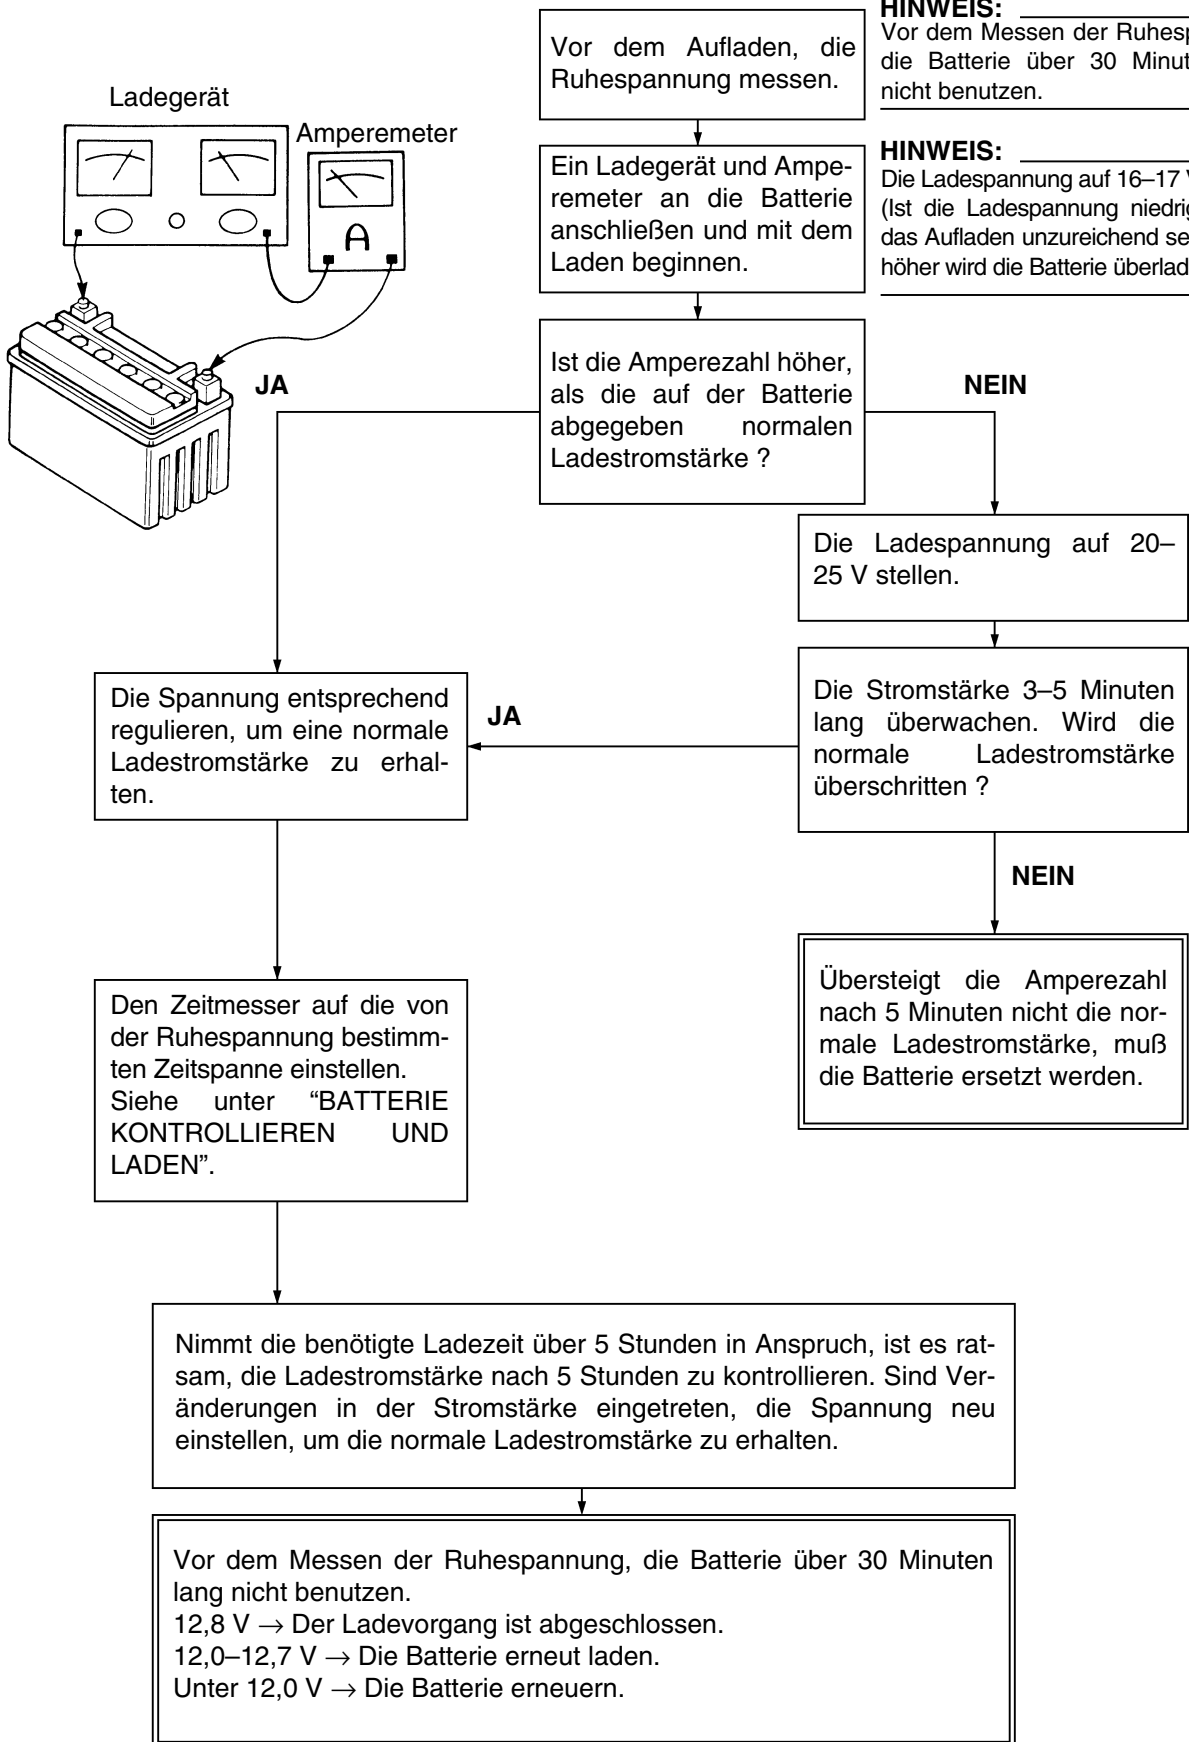 Ladegerät
Amperemeter
Vor dem Aufladen, die
Ruhespannung messen.
HINWEIS:
Vor dem Messen der
die Batterie über 30
nicht benutzen.
Ein Ladegerät und Ampe-
remeter an die Batterie
anschließen und mit dem
Laden beginnen.
HINWEIS:
Die Ladespannung auf 16–17
(Ist die Ladespannung
das Aufladen unzureichend
höher wird die Batterie
Ist die Amperezahl höher,
als die auf der Batterie
abgegeben normalen
Ladestromstärke ?
JA
NEIN
Die Ladespannung auf 20–
25 V stellen.
Die Stromstärke 3–5 Minuten
lang überwachen. Wird die
normale Ladestromstärke
überschritten ?
JA
Die Spannung entsprechend
regulieren, um eine normale
Ladestromstärke zu erhal-
ten.
NEIN
Übersteigt die Amperezahl
nach 5 Minuten nicht die nor-
male Ladestromstärke, muß
die Batterie ersetzt werden.
Den Zeitmesser auf die von
der Ruhespannung bestimm-
ten Zeitspanne einstellen.
Siehe unter “BATTERIE
KONTROLLIEREN UND
LADEN”.
Nimmt die benötigte Ladezeit über 5 Stunden in Anspruch, ist es rat-
sam, die Ladestromstärke nach 5 Stunden zu kontrollieren. Sind Ver-
änderungen in der Stromstärke eingetreten, die Spannung neu
einstellen, um die normale Ladestromstärke zu erhalten.
Vor dem Messen der Ruhespannung, die Batterie über 30 Minuten
lang nicht benutzen.
12,8 V → Der Ladevorgang ist abgeschlossen.
12,0–12,7 V → Die Batterie erneut laden.
Unter 12,0 V → Die Batterie erneuern.
A